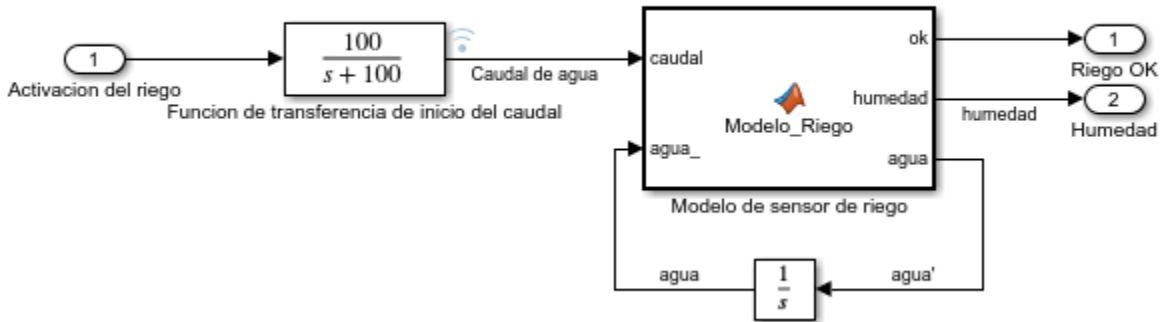 1
Activacion del riego
100
s + 100
Funcion de transferencia de inicio del caudal
Caudal de agua
caudal
agua_
Modelo_Riego
ok
humedad
agua
Modelo de sensor de riego
1
Riego OK
humedad
2
Humedad
agua
1
s
agua'